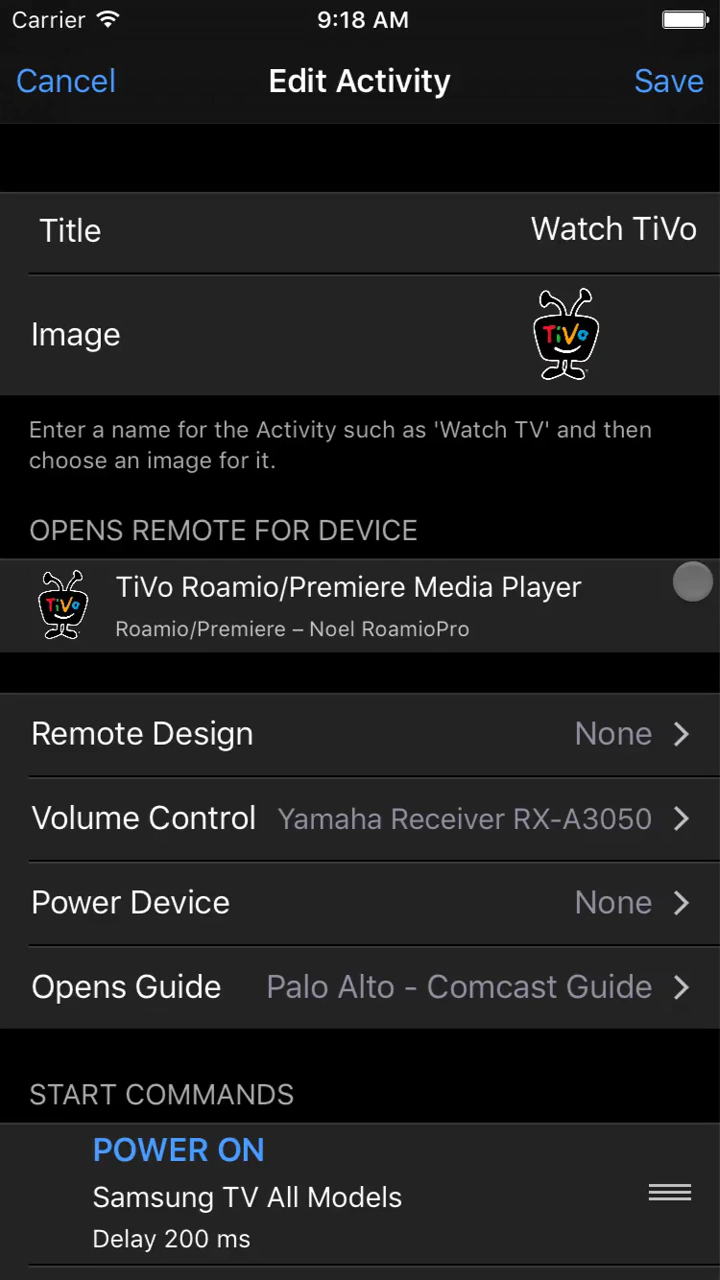 Carrier 9:18 AM
Cancel Edit Activity Save
Title Watch TiVo
Image TiVo
Enter a name for the Activity such as 'Watch TV' and then
choose an image for it.
OPENS REMOTE FOR DEVICE
TiVo TiVo Roamio/Premiere Media Player
Roamio/Premiere – Noel RoamioPro
Remote Design None
Volume Control Yamaha Receiver RX-A3050
Power Device None
Opens Guide Palo Alto - Comcast Guide
START COMMANDS
POWER ON
Samsung TV All Models
Delay 200 ms